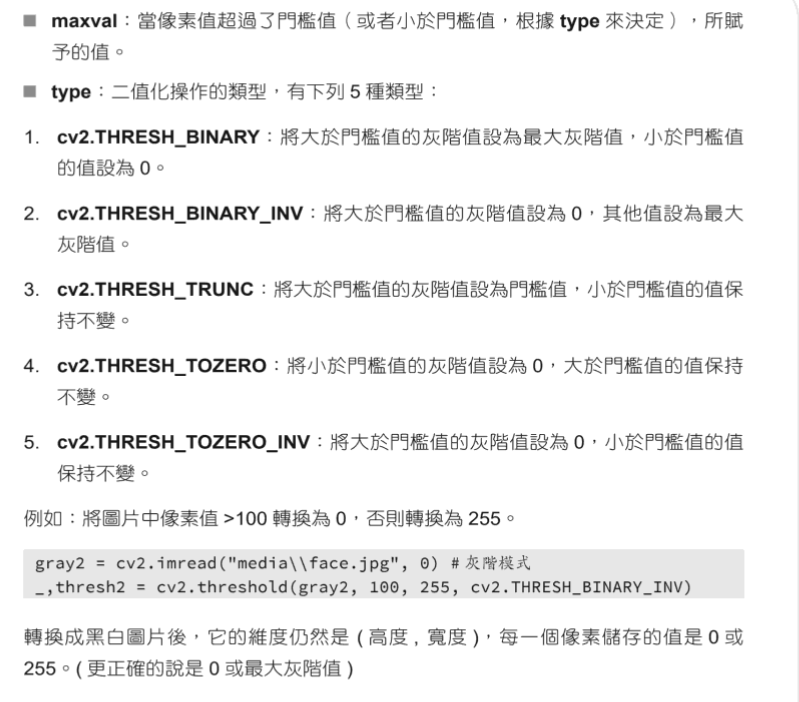 ■ maxval：當像素值超過了門檻值（或者小於門檻值，根據 type 來決定），所賦
予的值。
■ type：二值化操作的類型，有下列 5 種類型：
1. cv2.THRESH_BINARY：將大於門檻值的灰階值設為最大灰階值，小於門檻值
的值設為 0。
2. cv2.THRESH_BINARY_INV：將大於門檻值的灰階值設為 0，其他值設為最大
灰階值。
3. cv2.THRESH_TRUNC：將大於門檻值的灰階值設為門檻值，小於門檻值的值保
持不變。
4. cv2.THRESH_TOZERO：將小於門檻值的灰階值設為 0，大於門檻值的值保持
不變。
5. cv2.THRESH_TOZERO_INV：將大於門檻值的灰階值設為 0，小於門檻值的值
保持不變。
例如：將圖片中像素值 >100 轉換為 0，否則轉換為 255。
gray2 = cv2.imread("media\\face.jpg", 0) # 灰階模式
_,thresh2 = cv2.threshold(gray2, 100, 255, cv2.THRESH_BINARY_INV)
轉換成黑白圖片後，它的維度仍然是 ( 高度 , 寬度 )，每一個像素儲存的值是 0 或
255。( 更正確的說是 0 或最大灰階值 )